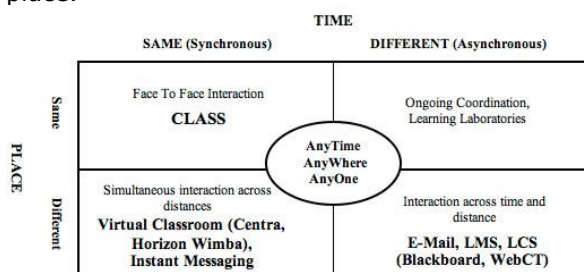 place.
TIME
SAME (Synchronous)
DIFFERENT (Asynchronous)
PLACE
Same
Face To Face Interaction
CLASS
Ongoing Coordination,
Learning Laboratories
AnyTime
AnyWhere
AnyOne
Different
Simultaneous interaction across
distances
Virtual Classroom (Centra,
Horizon Wimba),
Instant Messaging
Interaction across time and
distance
E-Mail, LMS, LCS
(Blackboard, WebCT)